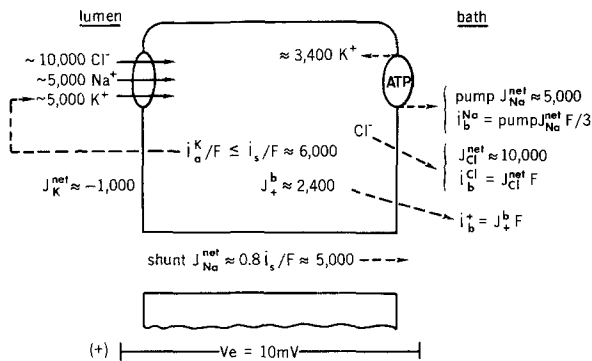 lumen
bath
~10,000 Cl⁻
~5,000 Na⁺
~5,000 K⁺
≈ 3,400 K⁺
ATP
pump J_Na^net ≈ 5,000
i_b^Na = pump J_Na^net F/3
Cl⁻
J_Cl^net ≈ 10,000
i_b^Cl = J_Cl^net F
i_a^K /F ≤ i_s /F ≈ 6,000
J_K^net ≈ −1,000
J_+^b ≈ 2,400
i_b^+ = J_+^b F
shunt J_Na^net ≈ 0.8 i_s /F ≈ 5,000
(+)
Ve = 10mV